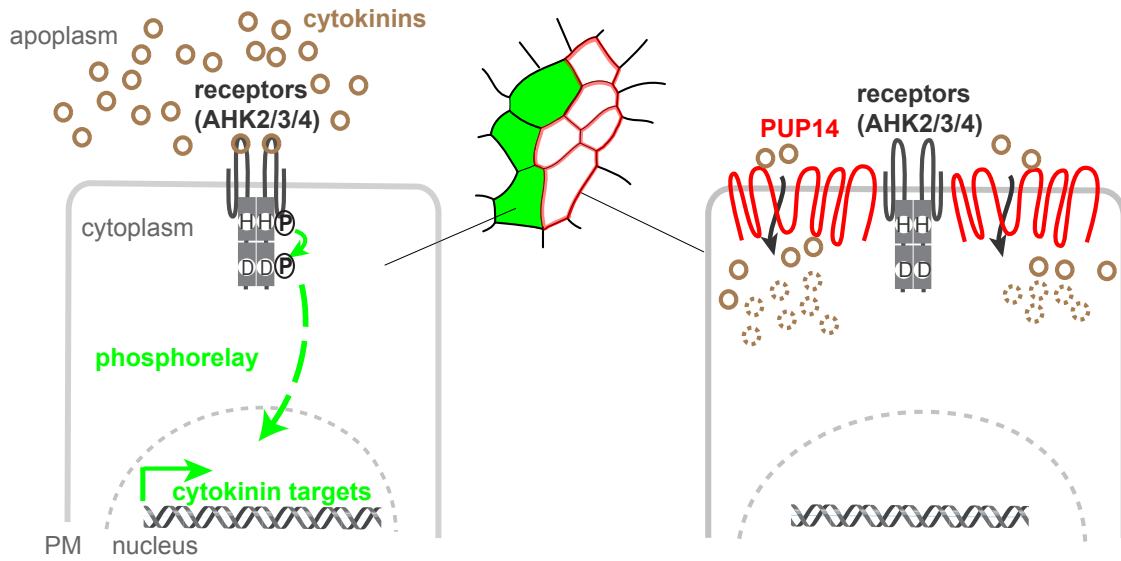 apoplasm
cytokinins
receptors
(AHK2/3/4)
cytoplasm
H H P
D D P
phosphorelay
cytokinin targets
PM nucleus
receptors
(AHK2/3/4)
PUP14
H H
D D